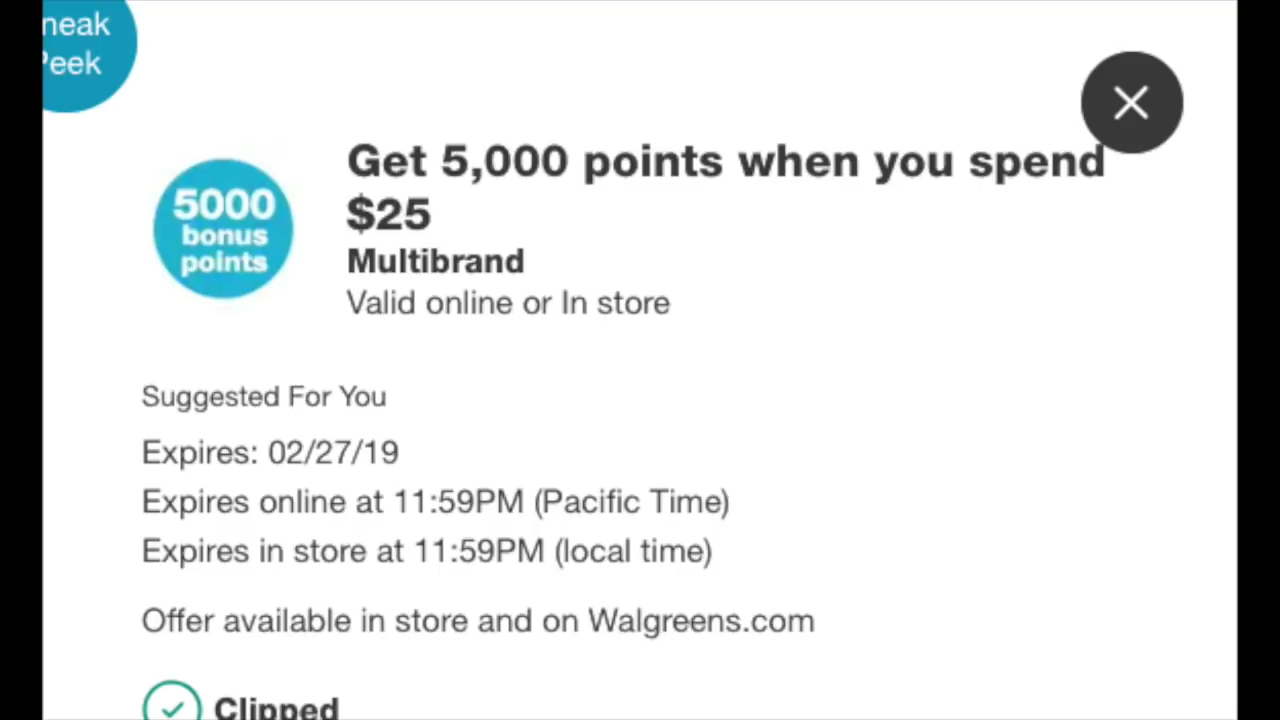 neak
Peek
Get 5,000 points when you spend
$25
5000
bonus
points
Multibrand
Valid online or In store
Suggested For You
Expires: 02/27/19
Expires online at 11:59PM (Pacific Time)
Expires in store at 11:59PM (local time)
Offer available in store and on Walgreens.com
Clipped